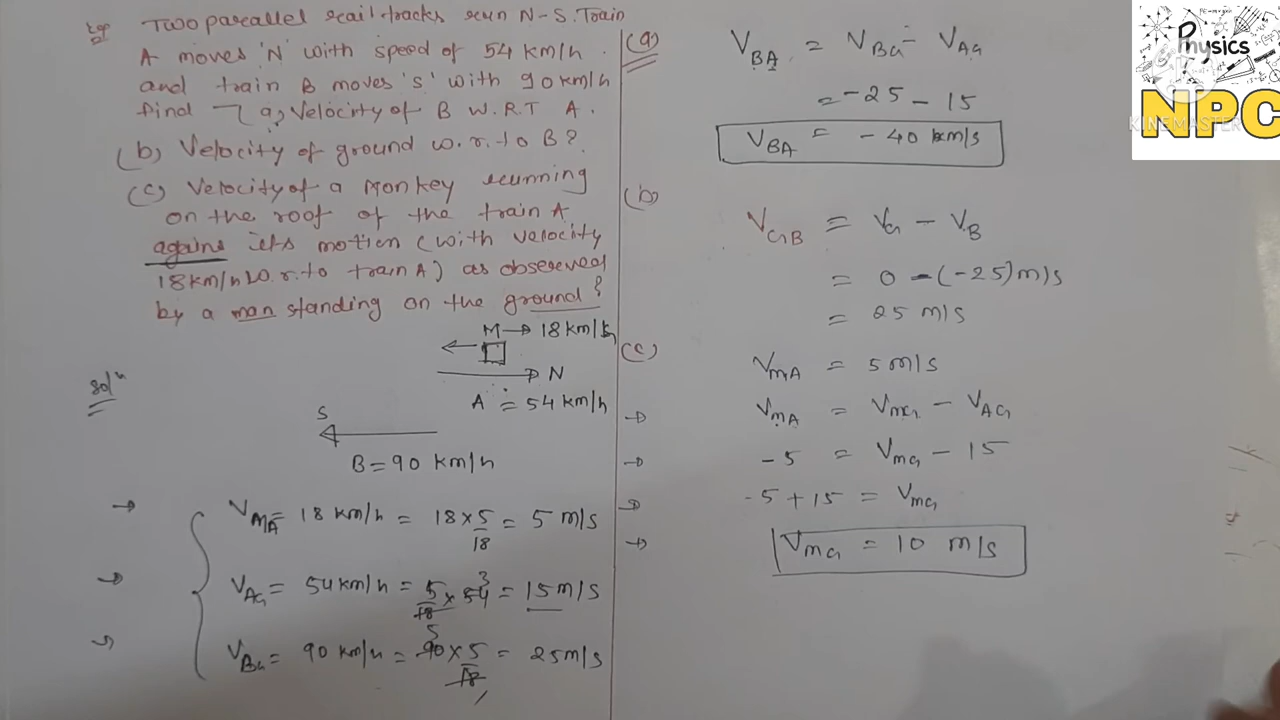 Two parallel rail tracks run N-S. Train
A moves 'N' with speed of 54 km/h
and train B moves 's' with 90 km/h
find a, Velocity of B W.R.T A.
(b) Velocity of ground w.r.to B?
(c) Velocity of a Monkey running
on the roof of the train A
agains its motion (with velocity
18 km/h w.r.to train A) as observed
by a man standing on the ground?
M → 18 km/h
→ N
A = 54 km/h
Solⁿ
S
B = 90 km/h
→ V_MA = 18 km/h = 18 × 5/18 = 5 m/s
→ V_AG = 54 km/h = 5/18 × 54 3 = 15 m/s
V_BG = 90 km/h = 5 90 × 5/18 = 25 m/s
(a) V_BA = V_BG - V_AG
= -25 - 15
V_BA = - 40 km/s
(b) V_GB = V_G - V_B
= 0 - (-25) m/s
= 25 m/s
(c) V_mA = 5 m/s
→ V_mA = V_mG - V_AG
→ -5 = V_mG - 15
→ -5 + 15 = V_mG
→ V_mG = 10 m/s
Physics
NPC
KINEMASTER